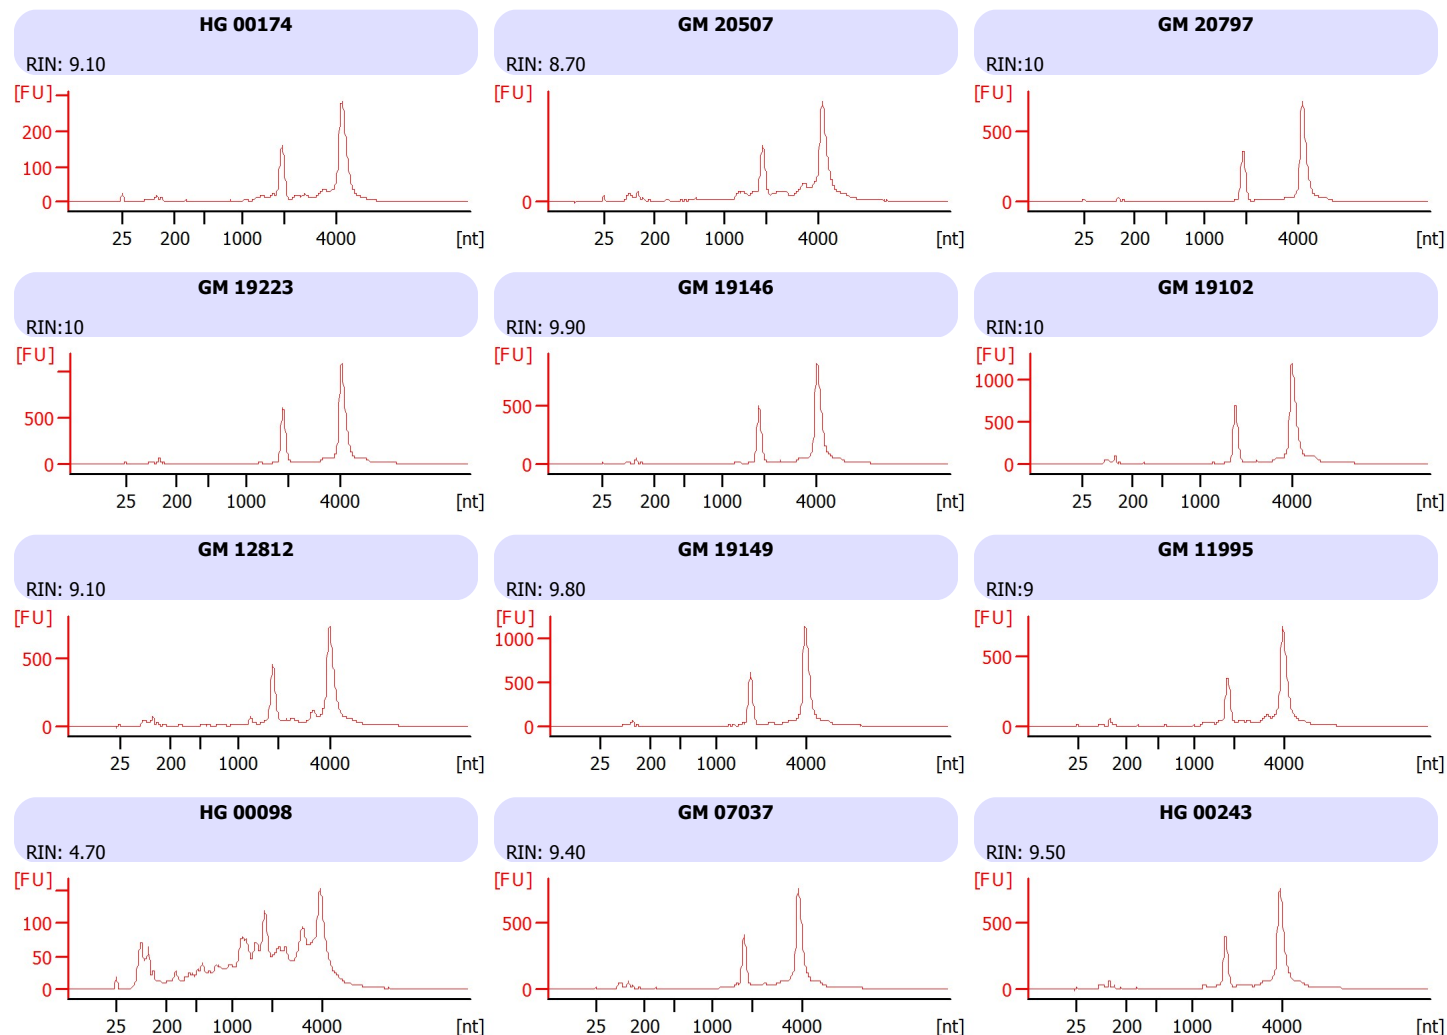 HG 00174
RIN: 9.10
[FU]
200
100
0
25 200 1000 4000 [nt]
GM 20507
RIN: 8.70
[FU]
0
25 200 1000 4000 [nt]
GM 20797
RIN:10
[FU]
500
0
25 200 1000 4000 [nt]
GM 19223
RIN:10
[FU]
500
0
25 200 1000 4000 [nt]
GM 19146
RIN: 9.90
[FU]
500
0
25 200 1000 4000 [nt]
GM 19102
RIN:10
[FU]
1000
500
0
25 200 1000 4000 [nt]
GM 12812
RIN: 9.10
[FU]
500
0
25 200 1000 4000 [nt]
GM 19149
RIN: 9.80
[FU]
1000
500
0
25 200 1000 4000 [nt]
GM 11995
RIN:9
[FU]
500
0
25 200 1000 4000 [nt]
HG 00098
RIN: 4.70
[FU]
100
50
0
25 200 1000 4000 [nt]
GM 07037
RIN: 9.40
[FU]
500
0
25 200 1000 4000 [nt]
HG 00243
RIN: 9.50
[FU]
500
0
25 200 1000 4000 [nt]